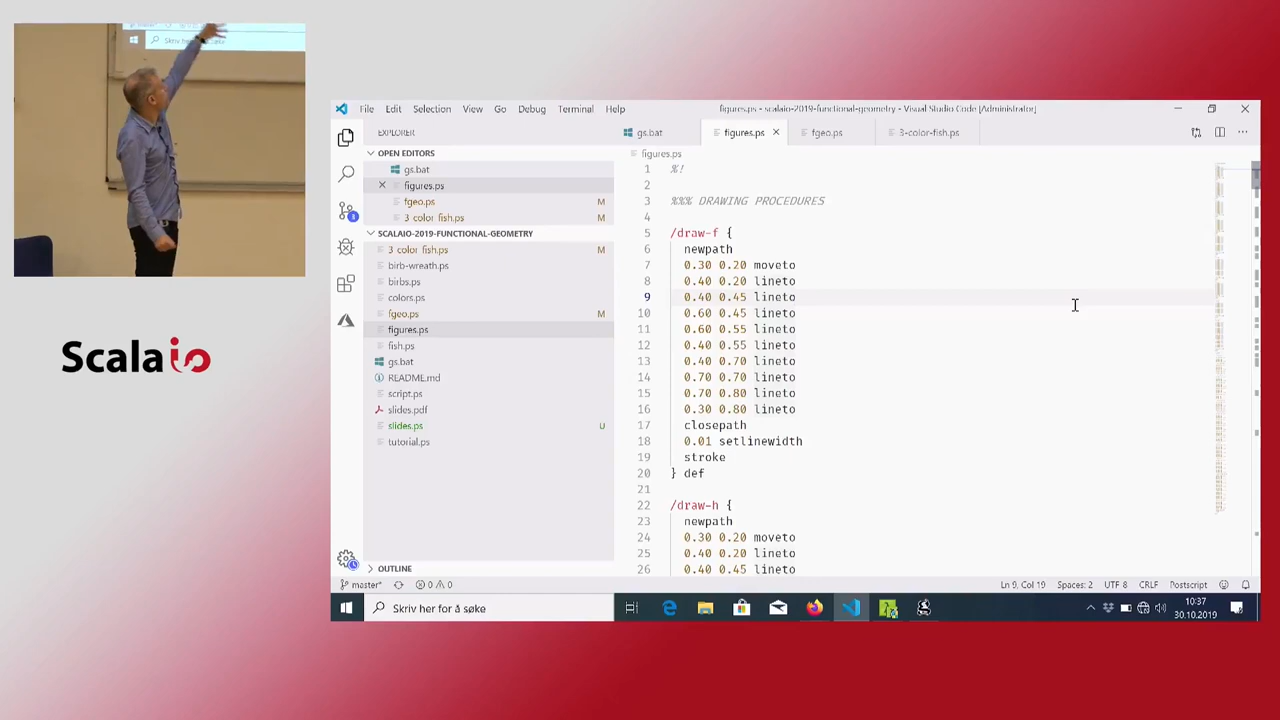 Skriv her for å søke
Scalaio
File Edit Selection View Go Debug Terminal Help
figures.ps - scalaio-2019-functional-geometry - Visual Studio Code [Administrator]
EXPLORER
OPEN EDITORS
gs.bat
figures.ps
fgeo.ps M
3 color fish.ps M
SCALAIO-2019-FUNCTIONAL-GEOMETRY
3 color fish.ps M
birb-wreath.ps
birbs.ps
colors.ps
fgeo.ps M
figures.ps
fish.ps
gs.bat
README.md
script.ps
slides.pdf
slides.ps U
tutorial.ps
OUTLINE
gs.bat figures.ps fgeo.ps 3-color-fish.ps
figures.ps
1 %!
2
3 %%% DRAWING PROCEDURES
4
5 /draw-f {
6 newpath
7 0.30 0.20 moveto
8 0.40 0.20 lineto
9 0.40 0.45 lineto
10 0.60 0.45 lineto
11 0.60 0.55 lineto
12 0.40 0.55 lineto
13 0.40 0.70 lineto
14 0.70 0.70 lineto
15 0.70 0.80 lineto
16 0.30 0.80 lineto
17 closepath
18 0.01 setlinewidth
19 stroke
20 } def
21
22 /draw-h {
23 newpath
24 0.30 0.20 moveto
25 0.40 0.20 lineto
26 0.40 0.45 lineto
master* 0 0 Ln 9, Col 19 Spaces: 2 UTF 8 CRLF Postscript
Skriv her for å søke
10:37
30.10.2019